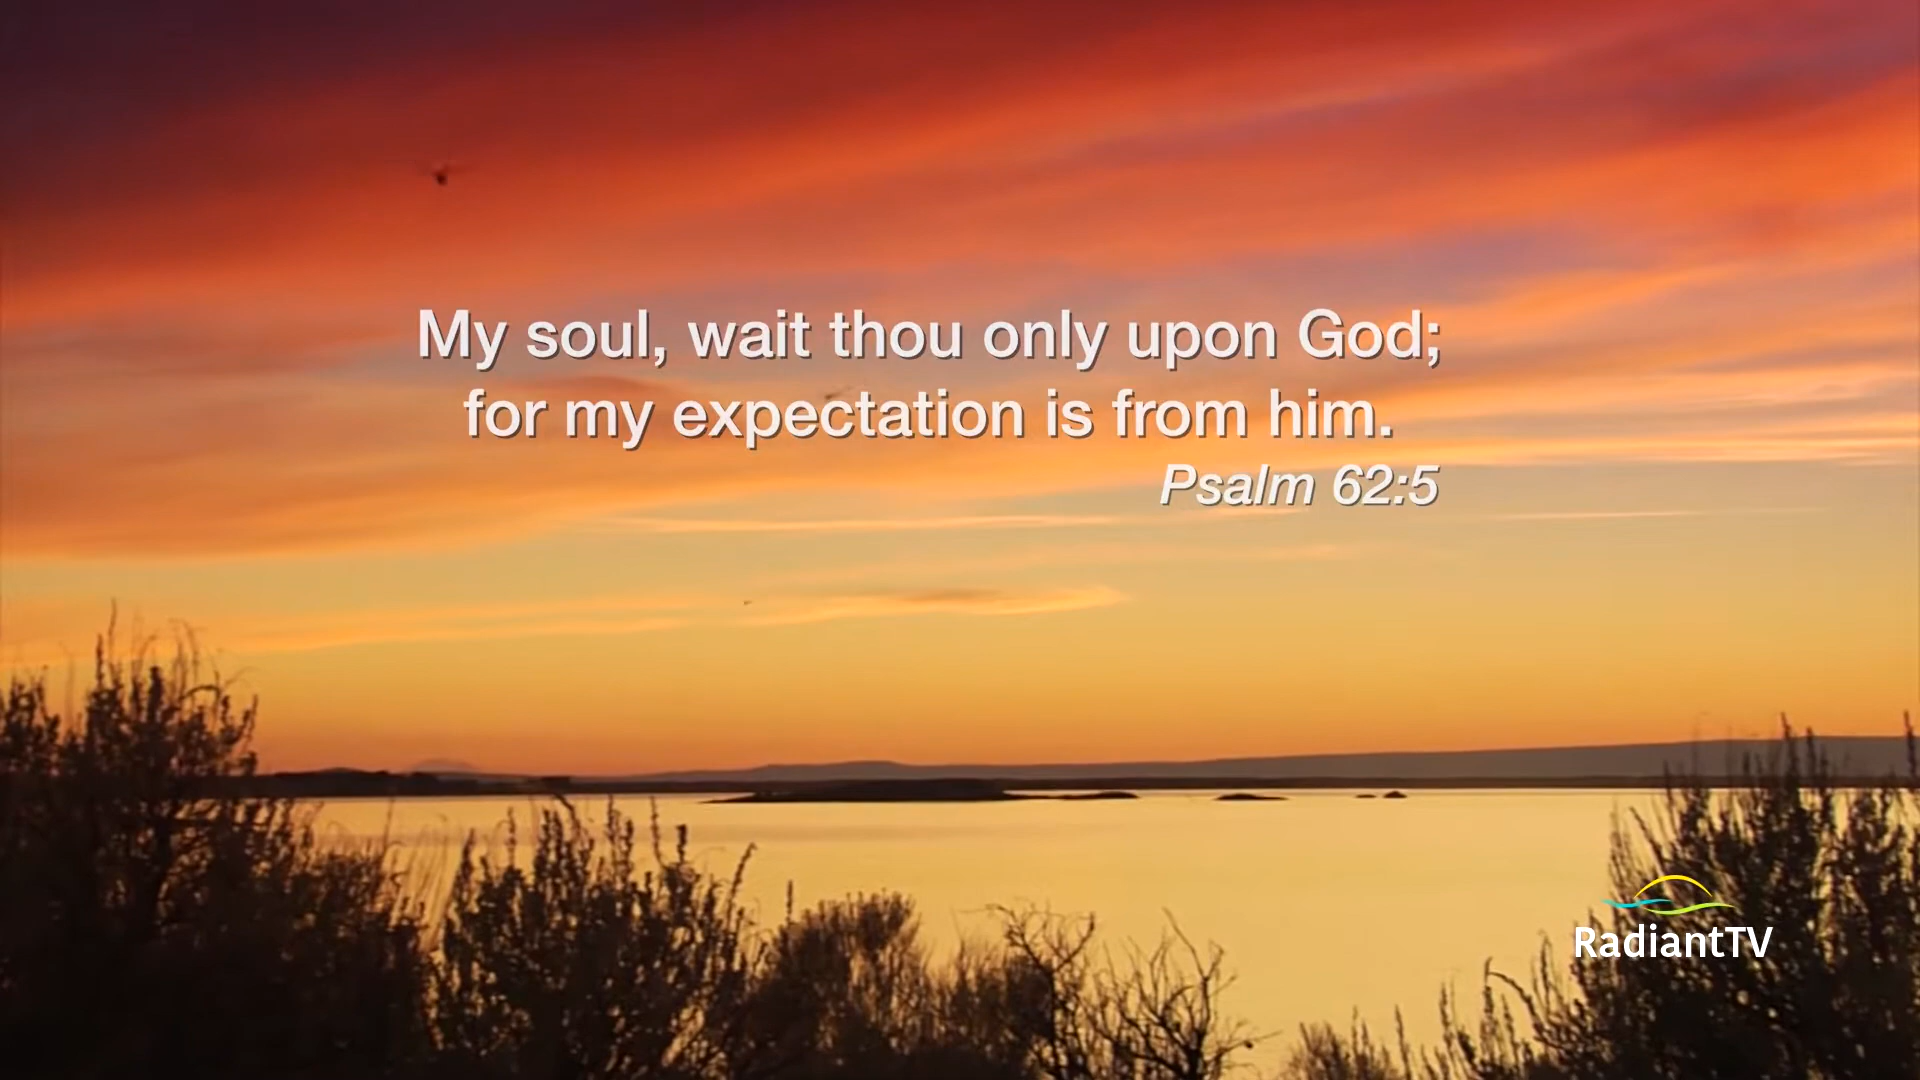 My soul, wait thou only upon God;
for my expectation is from him.
Psalm 62:5
RadiantTV